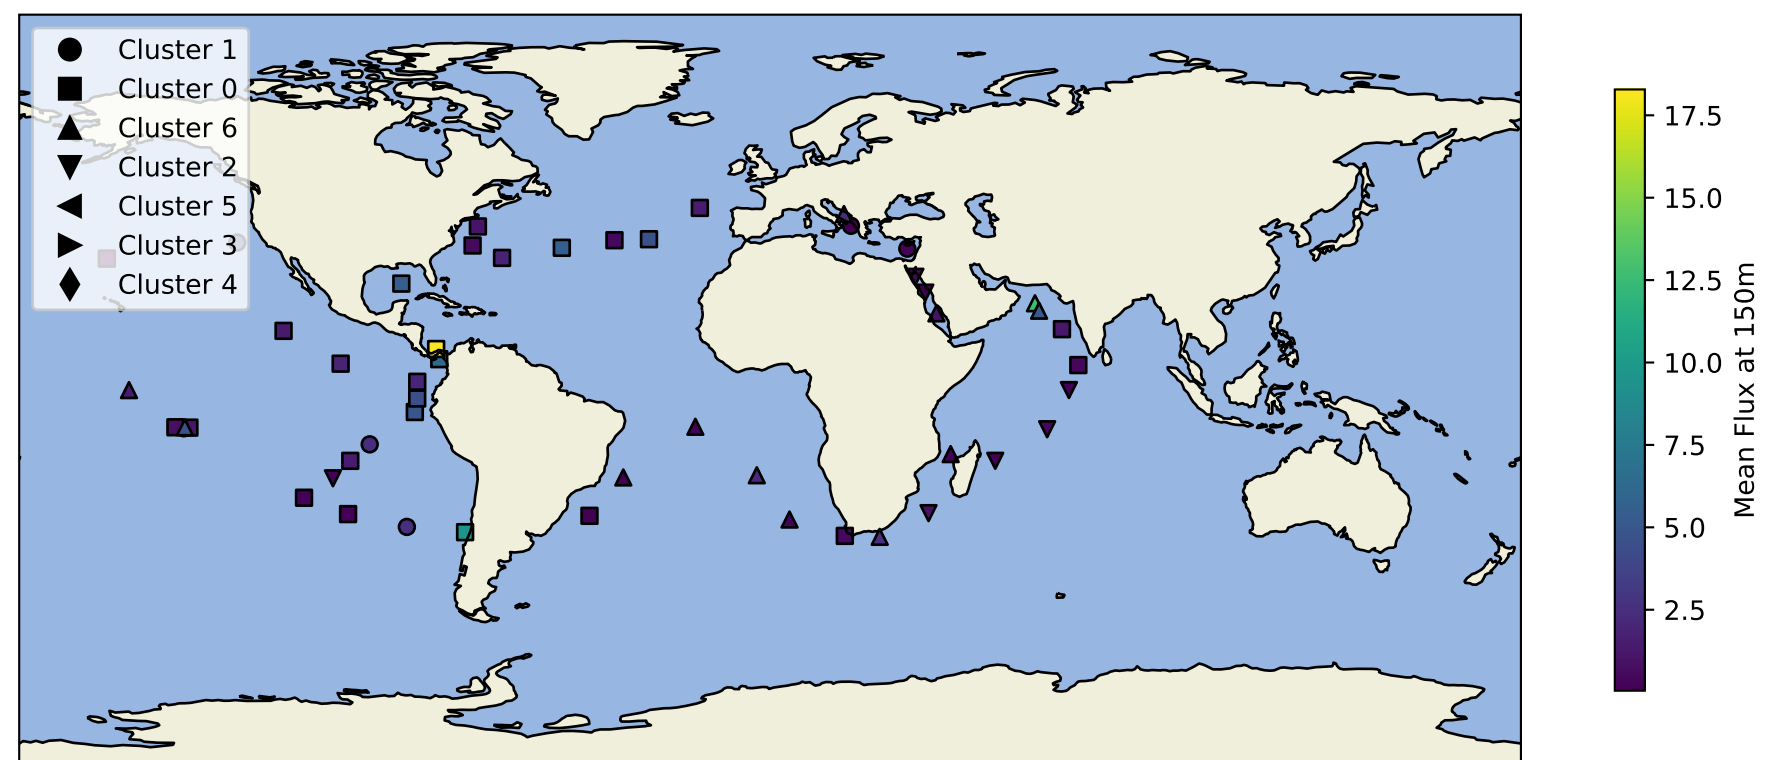 Cluster 1
Cluster 0
Cluster 6
Cluster 2
Cluster 5
Cluster 3
Cluster 4
17.5
15.0
12.5
10.0
7.5
5.0
2.5
Mean Flux at 150m